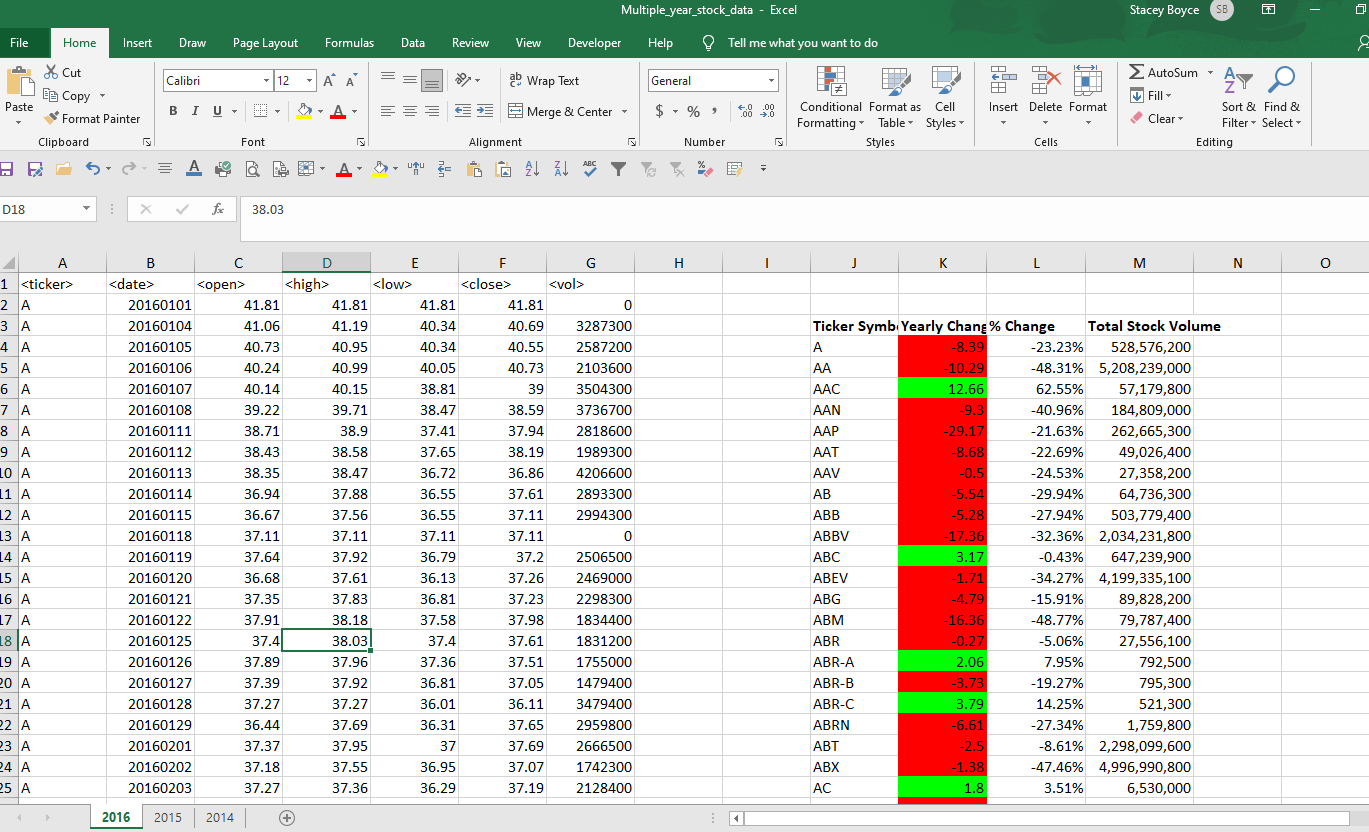 Multiple_year_stock_data - Excel
Stacey Boyce SB
File Home Insert Draw Page Layout Formulas Data Review View Developer Help Tell me what you want to do
Paste
Cut
Copy
Format Painter
Clipboard
Calibri 12 A A
B I U A
Font
ab Wrap Text
Merge & Center
Alignment
General
$ % ,
Number
Conditional Formatting
Format as Table
Cell Styles
Styles
Insert Delete Format
Cells
AutoSum
Fill
Clear
Sort & Filter
Find & Select
Editing
D18 fx 38.03
A B C D E F G H I J K L M N O
1 <ticker> <date> <open> <high> <low> <close> <vol>
2 A 20160101 41.81 41.81 41.81 41.81 0
3 A 20160104 41.06 41.19 40.34 40.69 3287300 Ticker Symb Yearly Chang % Change Total Stock Volume
4 A 20160105 40.73 40.95 40.34 40.55 2587200 A -8.39 -23.23% 528,576,200
5 A 20160106 40.24 40.99 40.05 40.73 2103600 AA -10.29 -48.31% 5,208,239,000
6 A 20160107 40.14 40.15 38.81 39 3504300 AAC 12.66 62.55% 57,179,800
7 A 20160108 39.22 39.71 38.47 38.59 3736700 AAN -9.3 -40.96% 184,809,000
8 A 20160111 38.71 38.9 37.41 37.94 2818600 AAP -29.17 -21.63% 262,665,300
9 A 20160112 38.43 38.58 37.65 38.19 1989300 AAT -8.68 -22.69% 49,026,400
10 A 20160113 38.35 38.47 36.72 36.86 4206600 AAV -0.5 -24.53% 27,358,200
11 A 20160114 36.94 37.88 36.55 37.61 2893300 AB -5.54 -29.94% 64,736,300
12 A 20160115 36.67 37.56 36.55 37.11 2994300 ABB -5.28 -27.94% 503,779,400
13 A 20160118 37.11 37.11 37.11 37.11 0 ABBV -17.36 -32.36% 2,034,231,800
14 A 20160119 37.64 37.92 36.79 37.2 2506500 ABC 3.17 -0.43% 647,239,900
15 A 20160120 36.68 37.61 36.13 37.26 2469000 ABEV -1.71 -34.27% 4,199,335,100
16 A 20160121 37.35 37.83 36.81 37.23 2298300 ABG -4.79 -15.91% 89,828,200
17 A 20160122 37.91 38.18 37.58 37.98 1834400 ABM -16.36 -48.77% 79,787,400
18 A 20160125 37.4 38.03 37.4 37.61 1831200 ABR -0.27 -5.06% 27,556,100
19 A 20160126 37.89 37.96 37.36 37.51 1755000 ABR-A 2.06 7.95% 792,500
20 A 20160127 37.39 37.92 36.81 37.05 1479400 ABR-B -3.73 -19.27% 795,300
21 A 20160128 37.27 37.27 36.01 36.11 3479400 ABR-C 3.79 14.25% 521,300
22 A 20160129 36.44 37.69 36.31 37.65 2959800 ABRN -6.61 -27.34% 1,759,800
23 A 20160201 37.37 37.95 37 37.69 2666500 ABT -2.5 -8.61% 2,298,099,600
24 A 20160202 37.18 37.55 36.95 37.07 1742300 ABX -1.38 -47.46% 4,996,990,800
25 A 20160203 37.27 37.36 36.29 37.19 2128400 AC 1.8 3.51% 6,530,000
2016 2015 2014